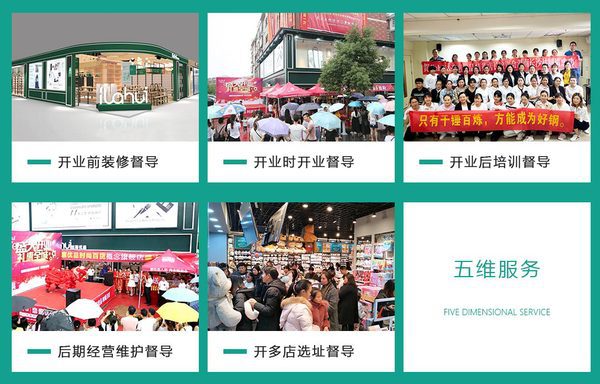 ilahui
开业前装修督导
开业时开业督导
只有千锤百炼，方能成为好钢。
开业后培训督导
后期经营维护督导
开多店选址督导
五维服务
FIVE DIMENSIONAL SERVICE